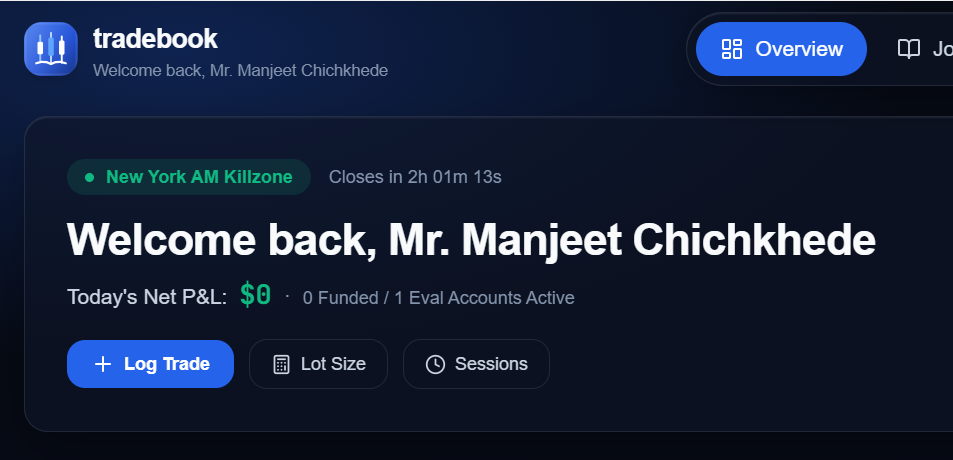 tradebook
Welcome back, Mr. Manjeet Chichkhede
Overview
Jo
New York AM Killzone
Closes in 2h 01m 13s
Welcome back, Mr. Manjeet Chichkhede
Today's Net P&L: $0 · 0 Funded / 1 Eval Accounts Active
+ Log Trade
Lot Size
Sessions